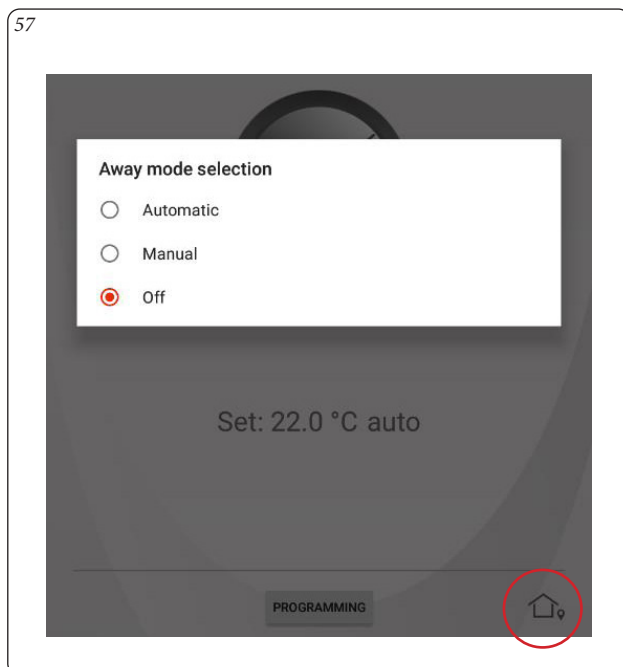 57
Away mode selection
Automatic
Manual
Off
Set: 22.0 °C auto
PROGRAMMING